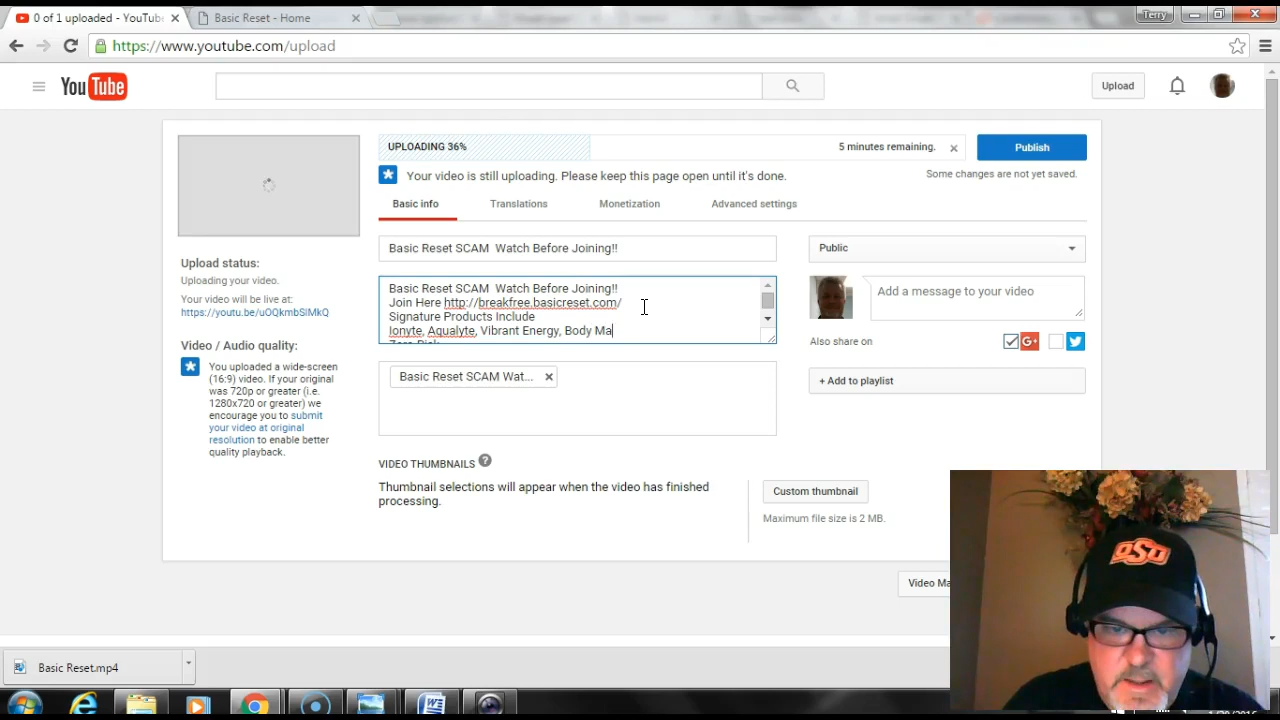 0 of 1 uploaded - YouTube
Basic Reset - Home
Terry
https://www.youtube.com/upload
YouTube
Upload
UPLOADING 36%
5 minutes remaining.
Publish
Your video is still uploading. Please keep this page open until it's done.
Some changes are not yet saved.
Basic info
Translations
Monetization
Advanced settings
Basic Reset SCAM  Watch Before Joining!!
Public
Upload status:
Uploading your video.
Your video will be live at:
https://youtu.be/uOQkmbSlMkQ
Basic Reset SCAM  Watch Before Joining!!
Join Here http://breakfree.basicreset.com/
Signature Products Include
Ionyte, Aqualyte, Vibrant Energy, Body Ma
Add a message to your video
Also share on
G+
Video / Audio quality:
You uploaded a wide-screen
(16:9) video. If your original
was 720p or greater (i.e.
1280x720 or greater) we
encourage you to submit
your video at original
resolution to enable better
quality playback.
Basic Reset SCAM Wat...
+ Add to playlist
VIDEO THUMBNAILS ?
Thumbnail selections will appear when the video has finished
processing.
Custom thumbnail
Maximum file size is 2 MB.
Video Ma
OSU
Basic Reset.mp4